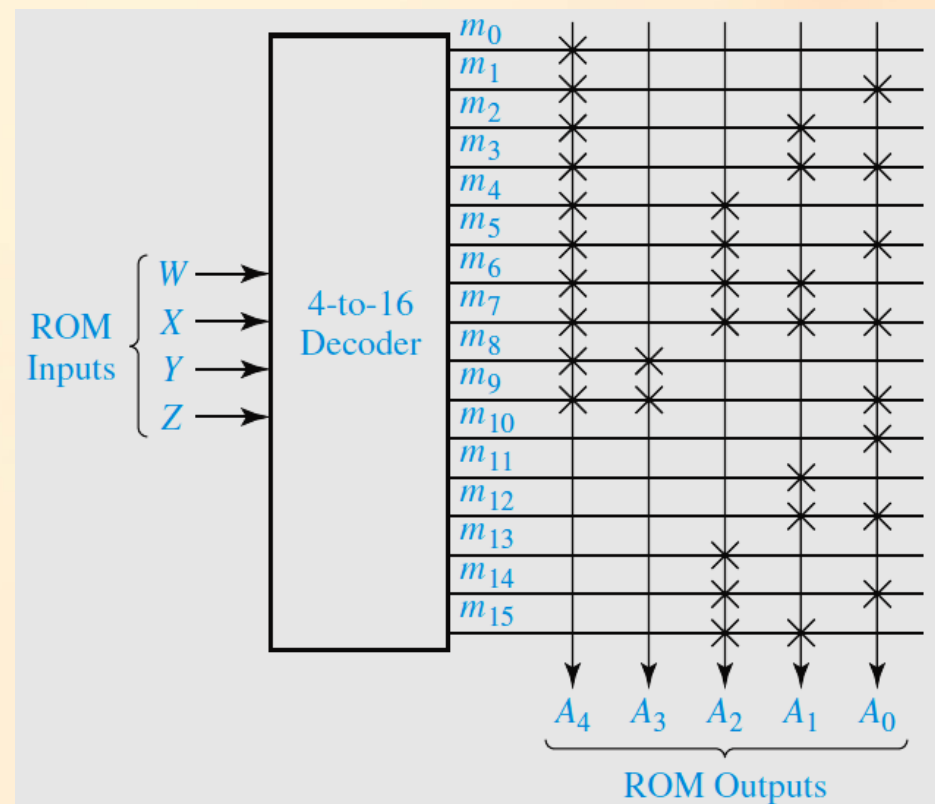 m₀
m₁
m₂
m₃
m₄
m₅
m₆
W
m₇
ROM
4-to-16
X
Inputs
Decoder
m₈
Y
m₉
Z
m₁₀
m₁₁
m₁₂
m₁₃
m₁₄
m₁₅
A₄ A₃ A₂ A₁ A₀
ROM Outputs